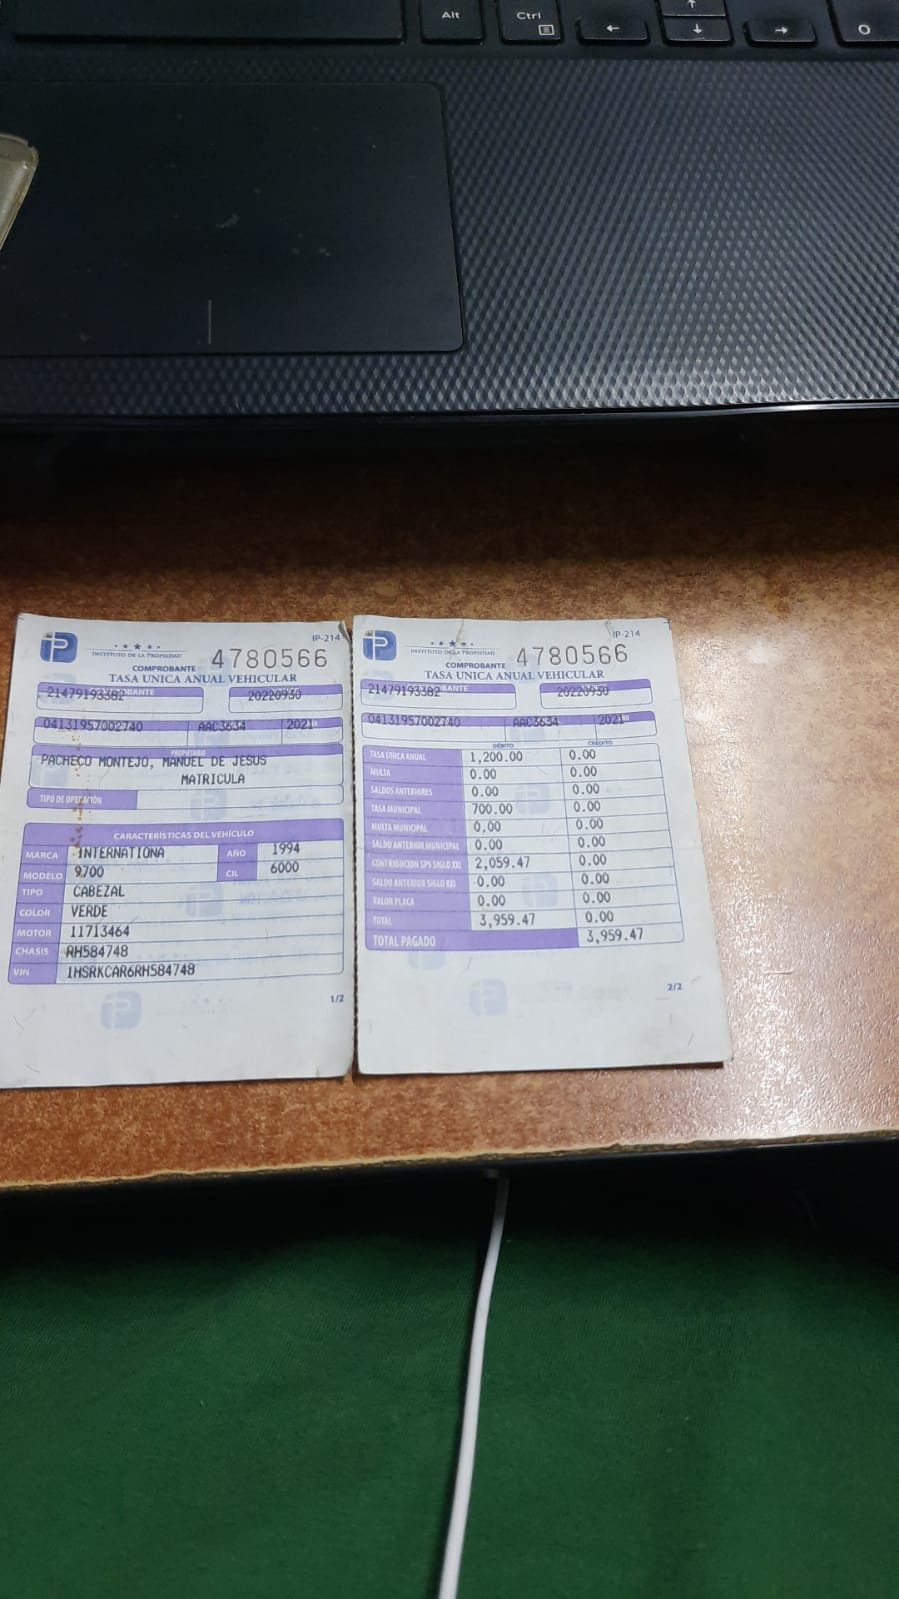 Alt
Ctrl
IP-214
INSTITUTO DE LA PROPIEDAD
4780566
COMPROBANTE
TASA UNICA ANUAL VEHICULAR
21479193382
20220930
04131957002740 AAC3634 2021
PROPIETARIO
PACHECO MONTEJO, MANUEL DE JESUS
MATRICULA
TIPO DE OPERACIÓN
CARACTERÍSTICAS DEL VEHÍCULO
MARCA INTERNATIONA AÑO 1994
MODELO 9700 CIL 6000
TIPO CABEZAL
COLOR VERDE
MOTOR 11713464
CHASIS RH584748
VIN 1HSRKCAR6RH584748
1/2
IP-214
INSTITUTO DE LA PROPIEDAD
4780566
COMPROBANTE
TASA UNICA ANUAL VEHICULAR
21479193382
20220930
04131957002740 AAC3634 2021
DÉBITO CRÉDITO
TASA ÚNICA ANUAL 1,200.00 0.00
MULTA 0.00 0.00
SALDOS ANTERIORES 0.00 0.00
TASA MUNICIPAL 700.00 0.00
MULTA MUNICIPAL 0.00 0.00
SALDO ANTERIOR MUNICIPAL 0.00 0.00
CONTRIBUCION SPS SIGLO XXI 2,059.47 0.00
SALDO ANTERIOR SIGLO XXI 0.00 0.00
VALOR PLACA 0.00 0.00
TOTAL 3,959.47 0.00
TOTAL PAGADO 3,959.47
2/2